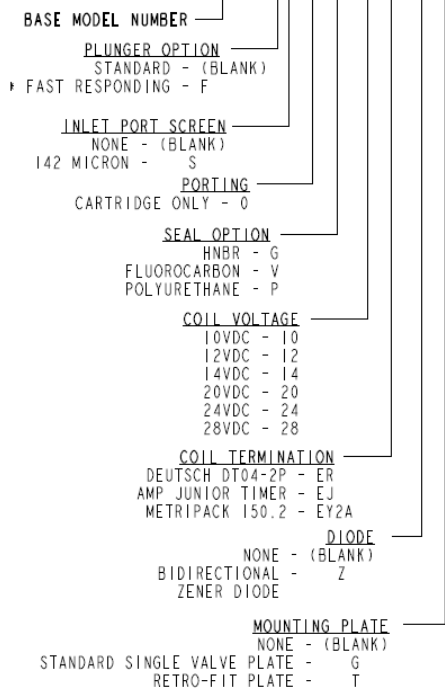 BASE MODEL NUMBER
PLUNGER OPTION
STANDARD - (BLANK)
* FAST RESPONDING - F
INLET PORT SCREEN
NONE - (BLANK)
142 MICRON - S
PORTING
CARTRIDGE ONLY - 0
SEAL OPTION
HNBR - G
FLUOROCARBON - V
POLYURETHANE - P
COIL VOLTAGE
10VDC - 10
12VDC - 12
14VDC - 14
20VDC - 20
24VDC - 24
28VDC - 28
COIL TERMINATION
DEUTSCH DT04-2P - ER
AMP JUNIOR TIMER - EJ
METRIPACK 150.2 - EY2A
DIODE
NONE - (BLANK)
BIDIRECTIONAL - Z
ZENER DIODE
MOUNTING PLATE
NONE - (BLANK)
STANDARD SINGLE VALVE PLATE - G
RETRO-FIT PLATE - T